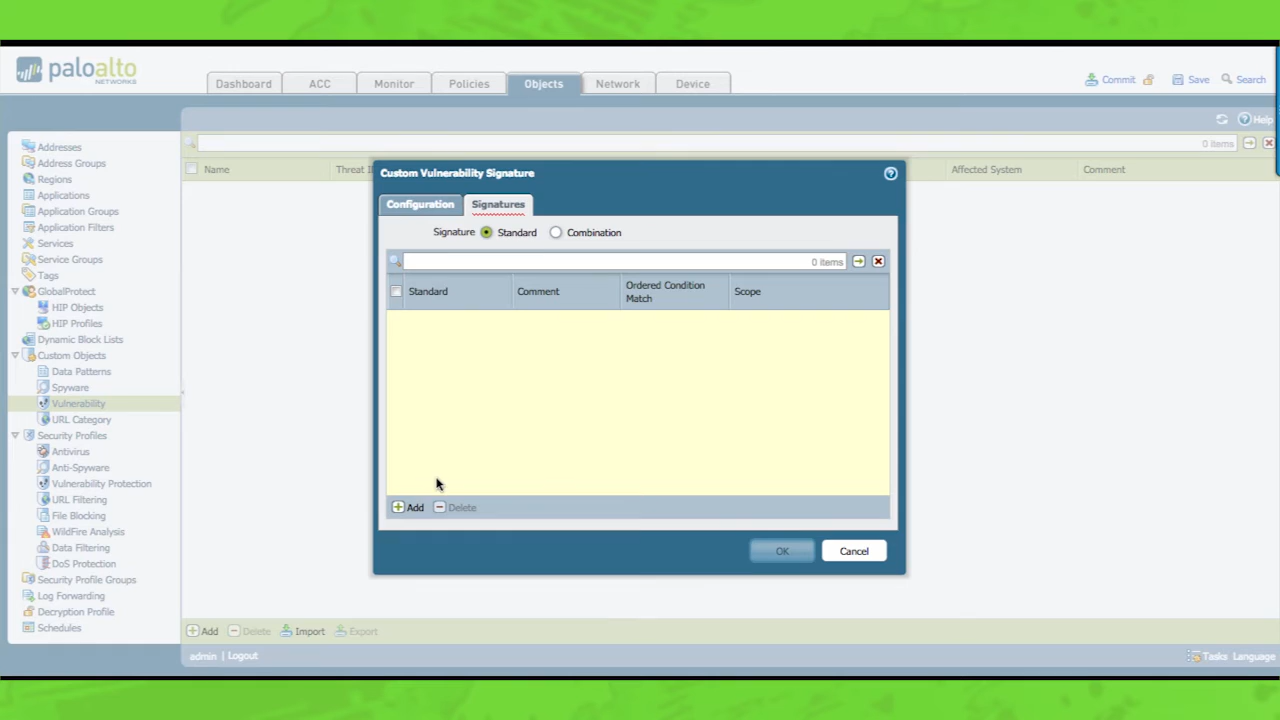 paloalto
NETWORKS
Dashboard
ACC
Monitor
Policies
Objects
Network
Device
Commit
Save
Search
Help
0 items
Name
Threat I
Affected System
Comment
Addresses
Address Groups
Regions
Applications
Application Groups
Application Filters
Services
Service Groups
Tags
GlobalProtect
HIP Objects
HIP Profiles
Dynamic Block Lists
Custom Objects
Data Patterns
Spyware
Vulnerability
URL Category
Security Profiles
Antivirus
Anti-Spyware
Vulnerability Protection
URL Filtering
File Blocking
WildFire Analysis
Data Filtering
DoS Protection
Security Profile Groups
Log Forwarding
Decryption Profile
Schedules
Custom Vulnerability Signature
Configuration
Signatures
Signature
Standard
Combination
0 items
Standard
Comment
Ordered Condition
Match
Scope
Add
Delete
OK
Cancel
Add
Delete
Import
Export
admin | Logout
Tasks
Language